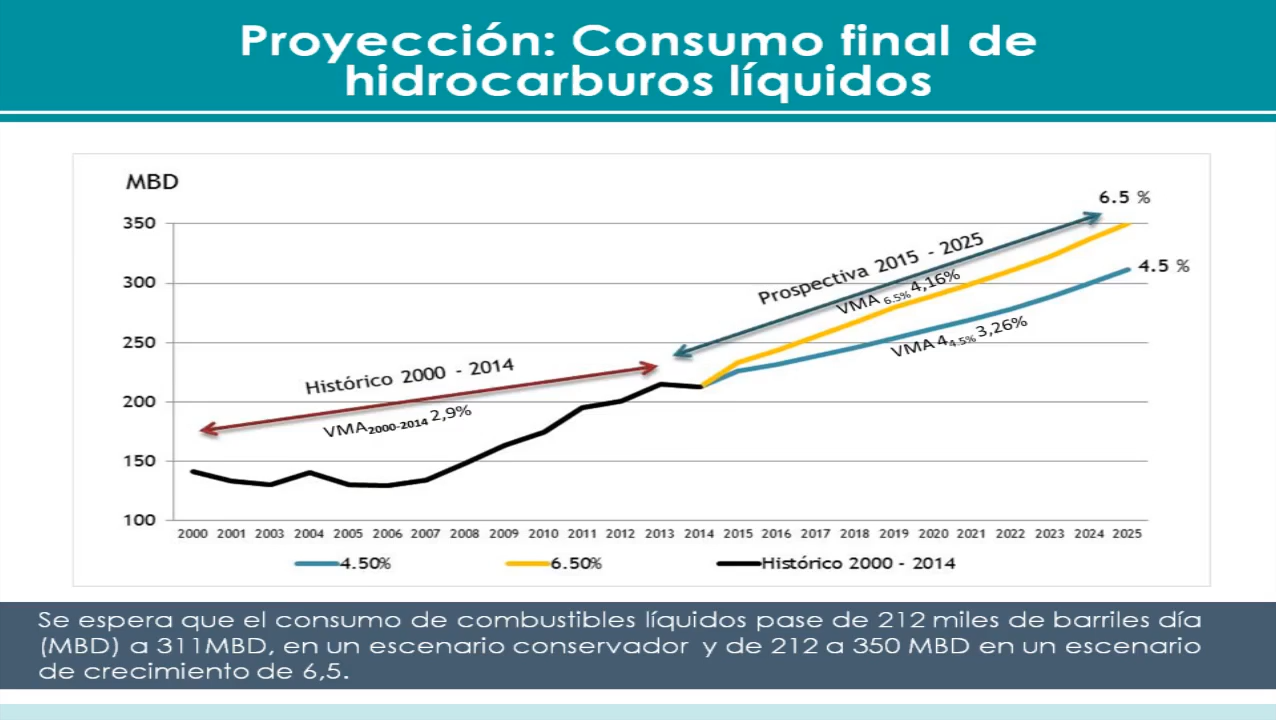 Proyección: Consumo final de
hidrocarburos líquidos
MBD
6.5 %
350
Prospectiva 2015 - 2025
4.5 %
VMA 6.5% 4,16%
300
VMA 4 4.5% 3,26%
250
Histórico 2000 - 2014
200
VMA2000-2014 2,9%
150
100
2000 2001 2003 2004 2005 2006 2007 2008 2009 2010 2011 2012 2013 2014 2015 2016 2017 2018 2019 2020 2021 2022 2023 2024 2025
4.50% 6.50% Histórico 2000 - 2014
Se espera que el consumo de combustibles líquidos pase de 212 miles de barriles día
(MBD) a 311MBD, en un escenario conservador y de 212 a 350 MBD en un escenario
de crecimiento de 6,5.